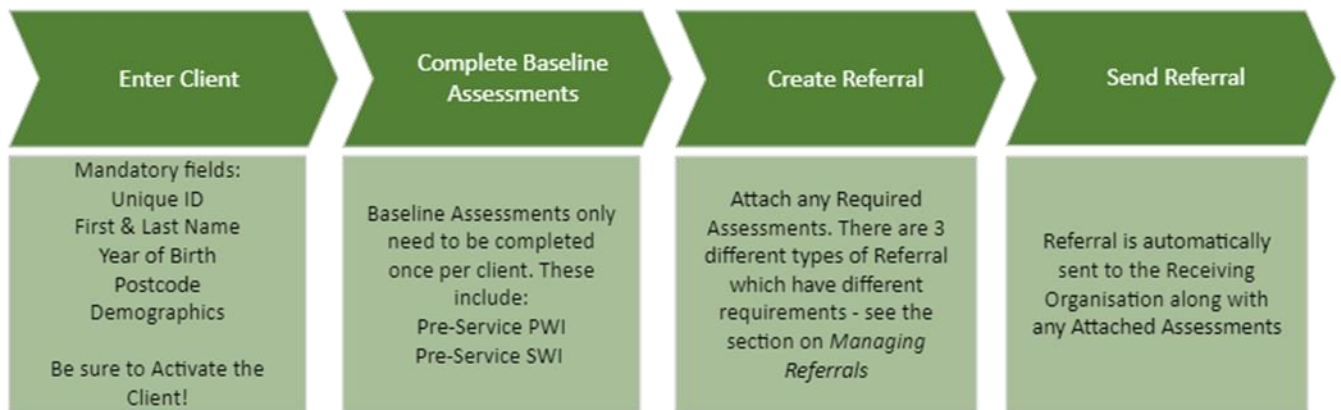 Enter Client
Complete Baseline
Assessments
Create Referral
Send Referral
Mandatory fields:
Unique ID
First & Last Name
Year of Birth
Postcode
Demographics
Be sure to Activate the
Client!
Baseline Assessments only
need to be completed
once per client. These
include:
Pre-Service PWI
Pre-Service SWI
Attach any Required
Assessments. There are 3
different types of Referral
which have different
requirements - see the
section on Managing
Referrals
Referral is automatically
sent to the Receiving
Organisation along with
any Attached Assessments